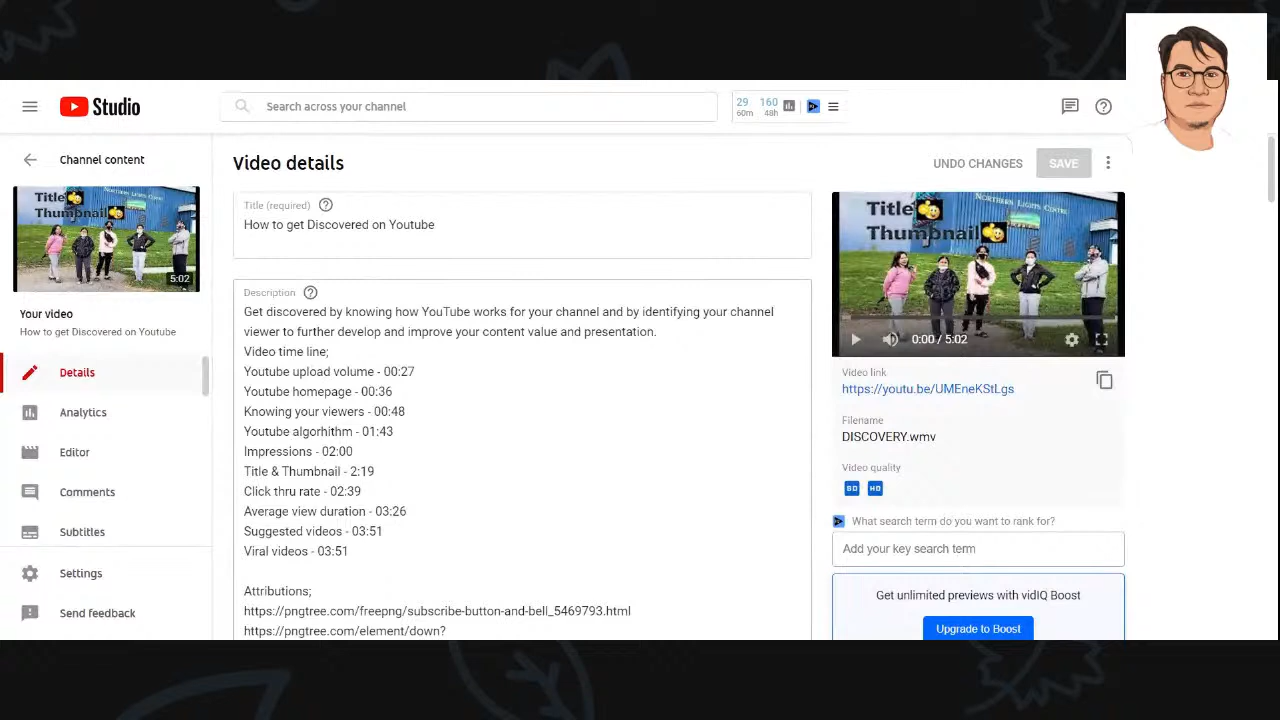 Studio
Search across your channel
29 160
60m 48h
Channel content
Title
Thumbnail
NORTHERN LIGHTS CENTRE
5:02
Your video
How to get Discovered on Youtube
Details
Analytics
Editor
Comments
Subtitles
Settings
Send feedback
Video details
UNDO CHANGES
SAVE
Title (required)
How to get Discovered on Youtube
Description
Get discovered by knowing how YouTube works for your channel and by identifying your channel
viewer to further develop and improve your content value and presentation.
Video time line;
Youtube upload volume - 00:27
Youtube homepage - 00:36
Knowing your viewers - 00:48
Youtube algorhithm - 01:43
Impressions - 02:00
Title & Thumbnail - 2:19
Click thru rate - 02:39
Average view duration - 03:26
Suggested videos - 03:51
Viral videos - 03:51
Attributions;
https://pngtree.com/freepng/subscribe-button-and-bell_5469793.html
https://pngtree.com/element/down?
Title
Thumbnail
NORTHERN LIGHTS CENTRE
0:00 / 5:02
Video link
https://youtu.be/UMEneKStLgs
Filename
DISCOVERY.wmv
Video quality
SD HD
What search term do you want to rank for?
Add your key search term
Get unlimited previews with vidIQ Boost
Upgrade to Boost